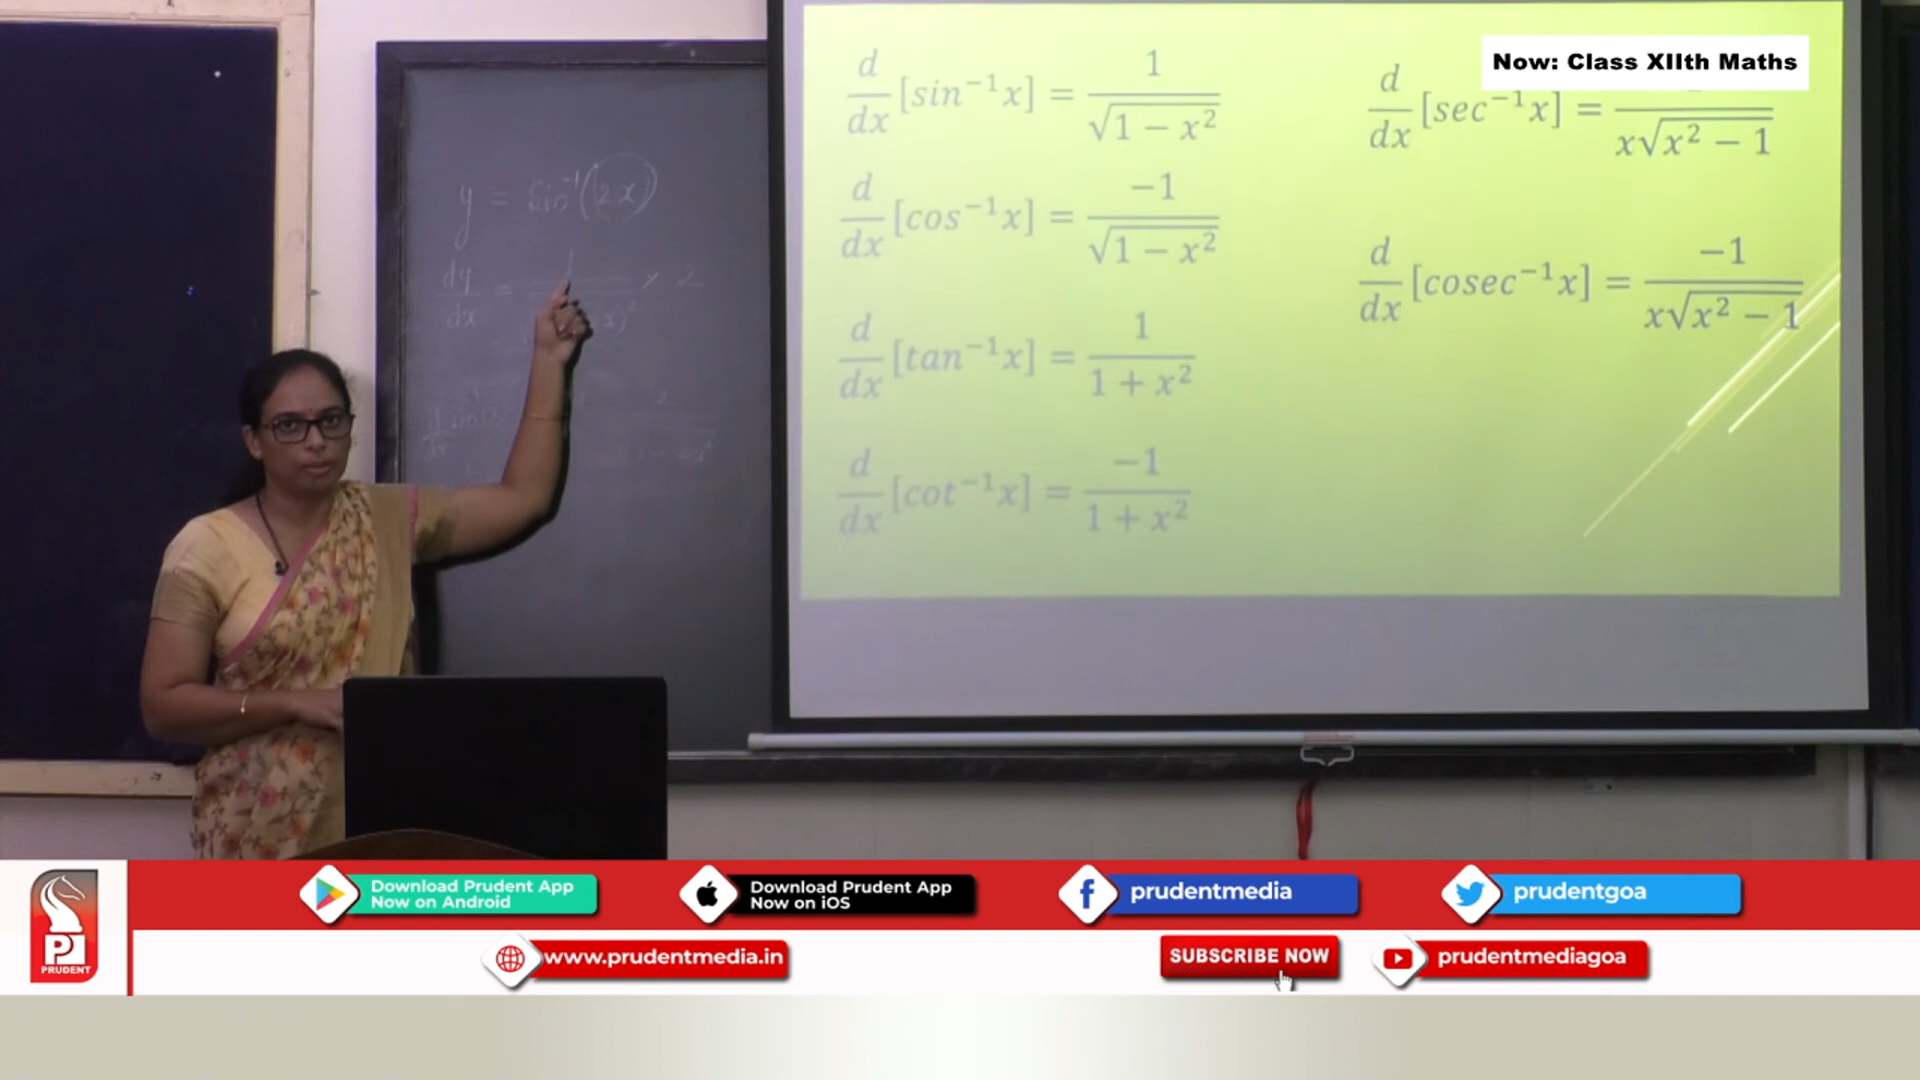 Now: Class XIIth Maths
d/dx [sin⁻¹x] = 1/√(1 − x²)
d/dx [cos⁻¹x] = −1/√(1 − x²)
d/dx [tan⁻¹x] = 1/(1 + x²)
d/dx [cot⁻¹x] = −1/(1 + x²)
d/dx [sec⁻¹x] = /x√(x² − 1)
d/dx [cosec⁻¹x] = −1/x√(x² − 1)
y = Sin⁻¹(2x)
dy/dx = 1/√ x)² × 2
Download Prudent App
Now on Android
Download Prudent App
Now on iOS
prudentmedia
prudentgoa
PRUDENT
www.prudentmedia.in
SUBSCRIBE NOW
prudentmediagoa